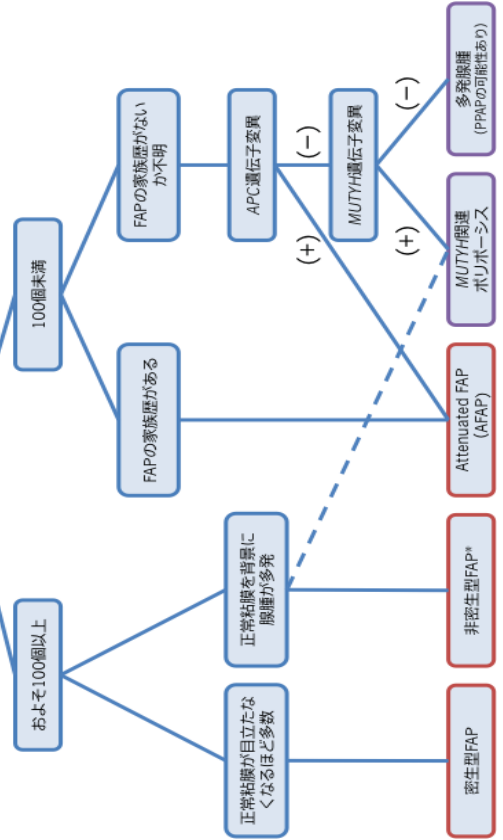 およそ100個以上
100個未満
正常粘膜が目立たな
くなるほど多数
正常粘膜を背景に
腺腫が多発
FAPの家族歴がある
FAPの家族歴がない
か不明
APC遺伝子変異
(+)
(−)
MUTYH遺伝子変異
(+)
(−)
密生型FAP
非密生型FAP*
Attenuated FAP
(AFAP)
MUTYH関連
ポリポーシス
多発腺腫
(PPAPの可能性あり)